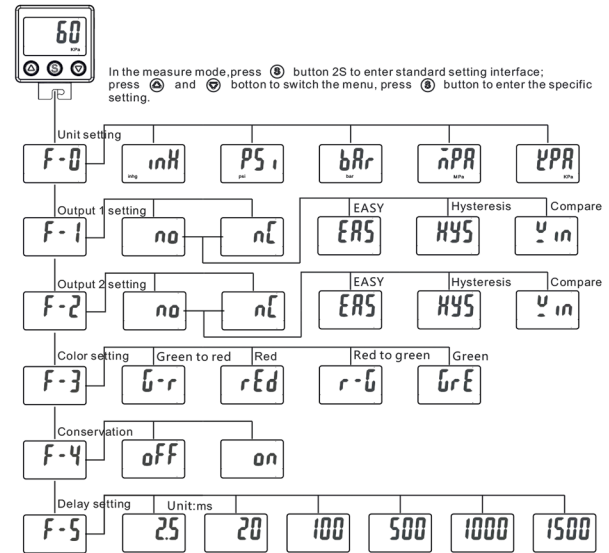 60
KPa
In the measure mode,press Ⓢ button 2S to enter standard setting interface;
press and botton to switch the menu, press Ⓢ button to enter the specific
setting.
Unit setting
F-0 inH PSi bAr mPA KPA
inhg psi bar MPa KPa
Output 1 setting EASY Hysteresis Compare
F-1 no nC EAS HYS Win
Output 2 setting EASY Hysteresis Compare
F-2 no nC EAS HYS Win
Color setting Green to red Red Red to green Green
F-3 G-r rEd r-G GrE
Conservation
F-4 oFF on
Delay setting Unit:ms
F-5 2.5 20 100 500 1000 1500